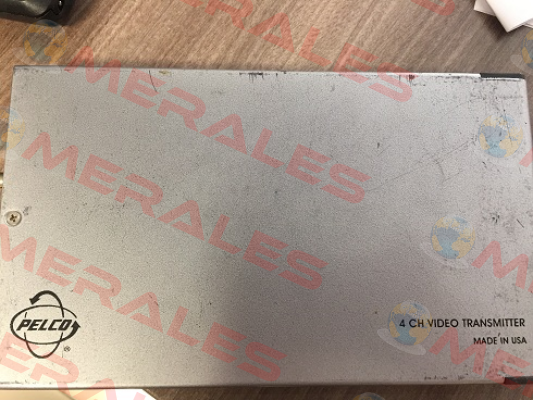 MERALES
MERALES
MERALES
MERALES
PELCO
®
4 CH VIDEO TRANSMITTER
MADE IN USA